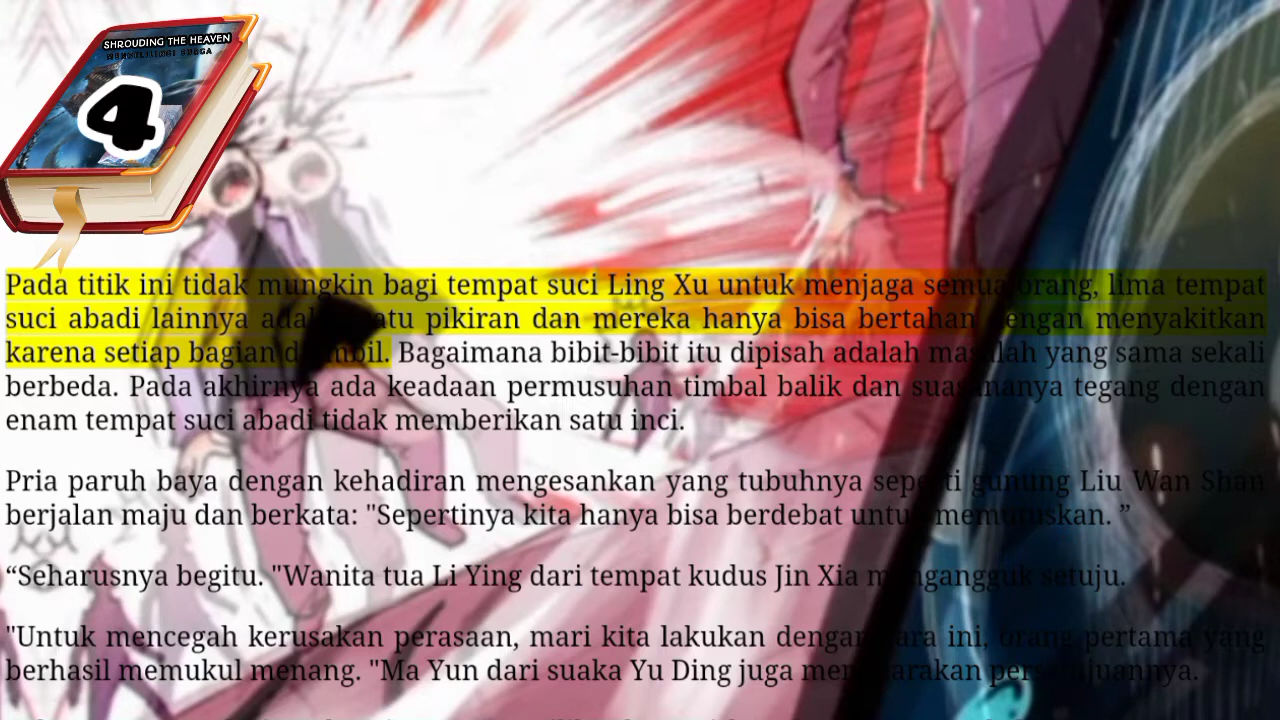 SHROUDING THE HEAVEN
4
Pada titik ini tidak mungkin bagi tempat suci Ling Xu untuk menjaga semua orang, lima tempat
suci abadi lainnya adalah satu pikiran dan mereka hanya bisa bertahan dengan menyakitkan
karena setiap bagian diambil. Bagaimana bibit-bibit itu dipisah adalah masalah yang sama sekali
berbeda. Pada akhirnya ada keadaan permusuhan timbal balik dan suasananya tegang dengan
enam tempat suci abadi tidak memberikan satu inci.
Pria paruh baya dengan kehadiran mengesankan yang tubuhnya seperti gunung Liu Wan Shan
berjalan maju dan berkata: "Sepertinya kita hanya bisa berdebat untuk memutuskan. ”
“Seharusnya begitu. "Wanita tua Li Ying dari tempat kudus Jin Xia mengangguk setuju.
"Untuk mencegah kerusakan perasaan, mari kita lakukan dengan cara ini, orang pertama yang
berhasil memukul menang. "Ma Yun dari suaka Yu Ding juga menyuarakan persetujuannya.